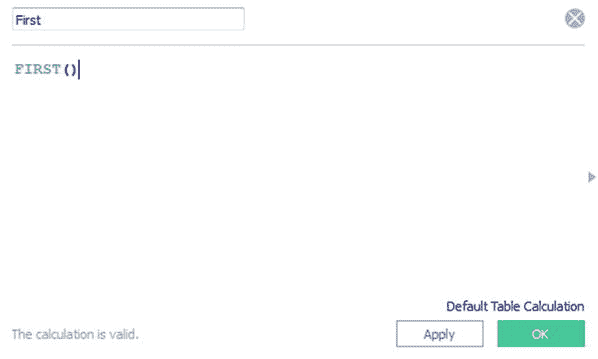 First
FIRST()
Default Table Calculation
The calculation is valid.
Apply
OK